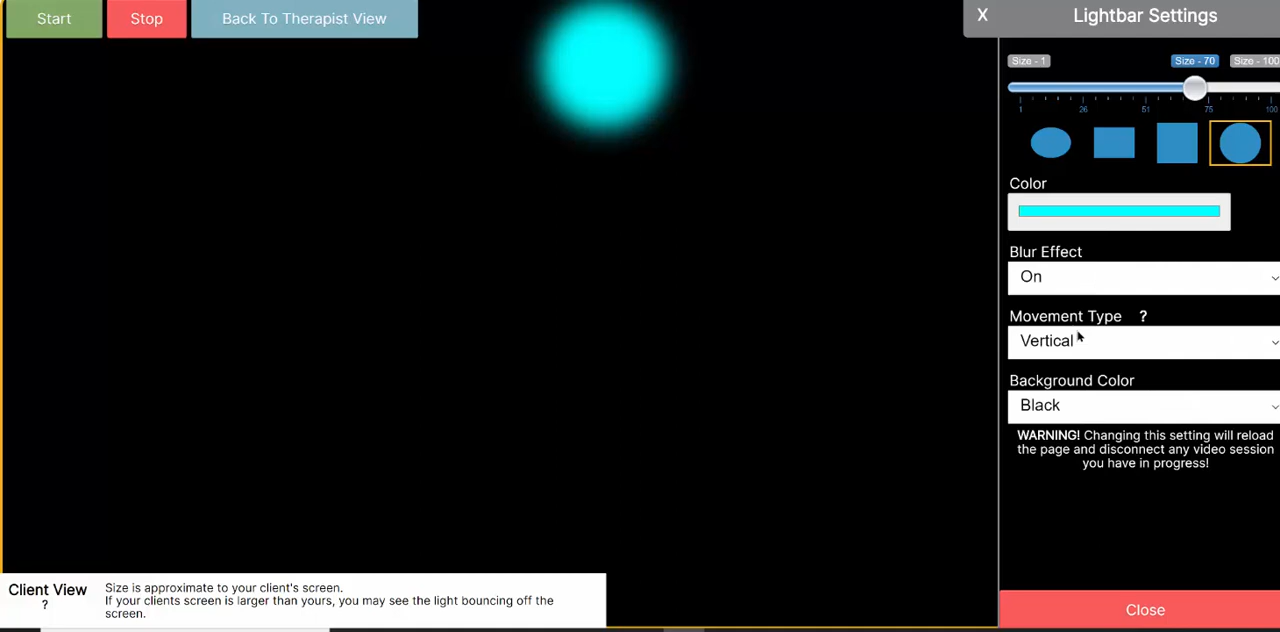 Start
Stop
Back To Therapist View
X
Lightbar Settings
Size - 1
Size - 70
Size - 100
1
26
51
75
100
Color
Blur Effect
On
Movement Type ?
Vertical
Background Color
Black
WARNING! Changing this setting will reload
the page and disconnect any video session
you have in progress!
Client View
?
Size is approximate to your client's screen.
If your clients screen is larger than yours, you may see the light bouncing off the
screen.
Close